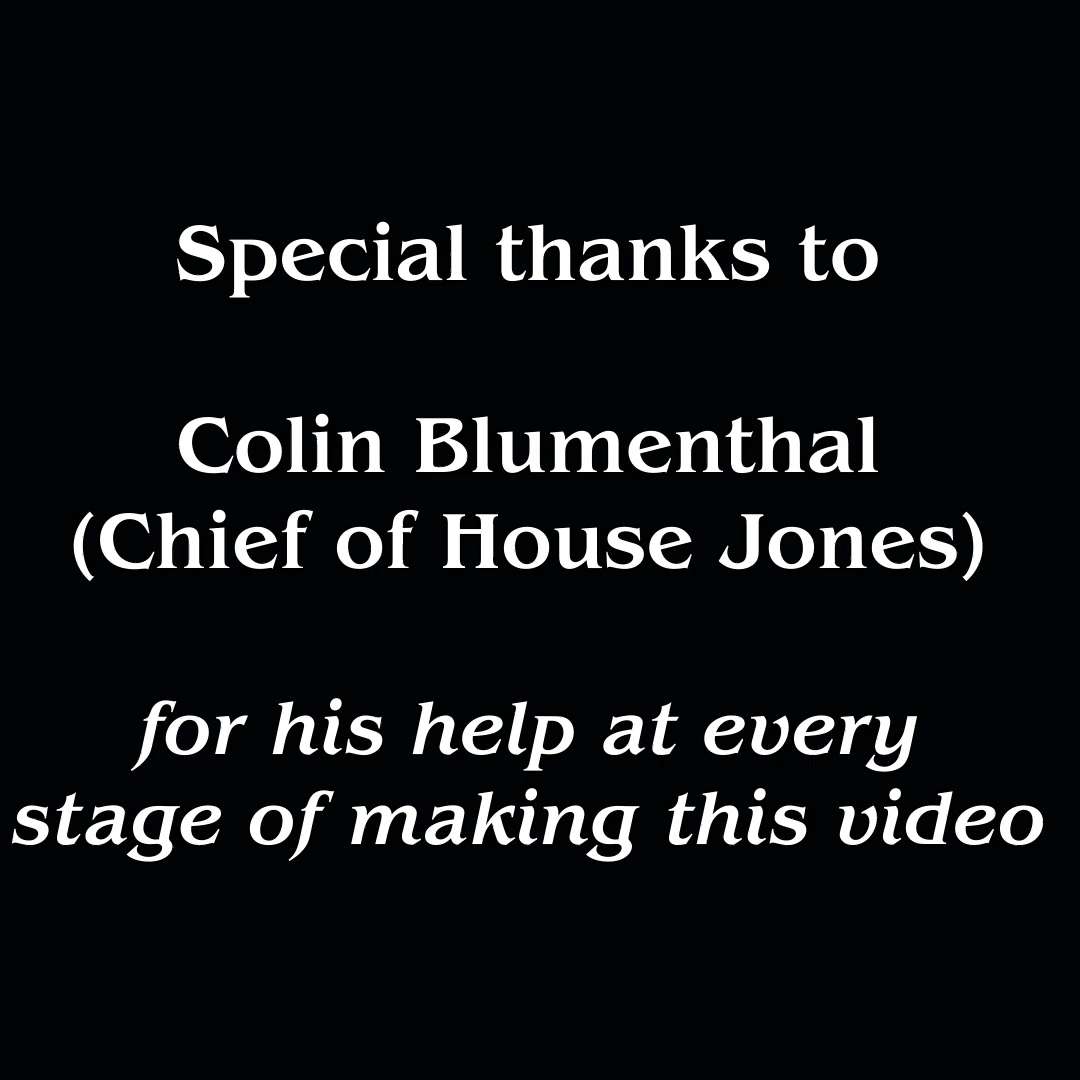 Special thanks to
Colin Blumenthal
(Chief of House Jones)
for his help at every
stage of making this video